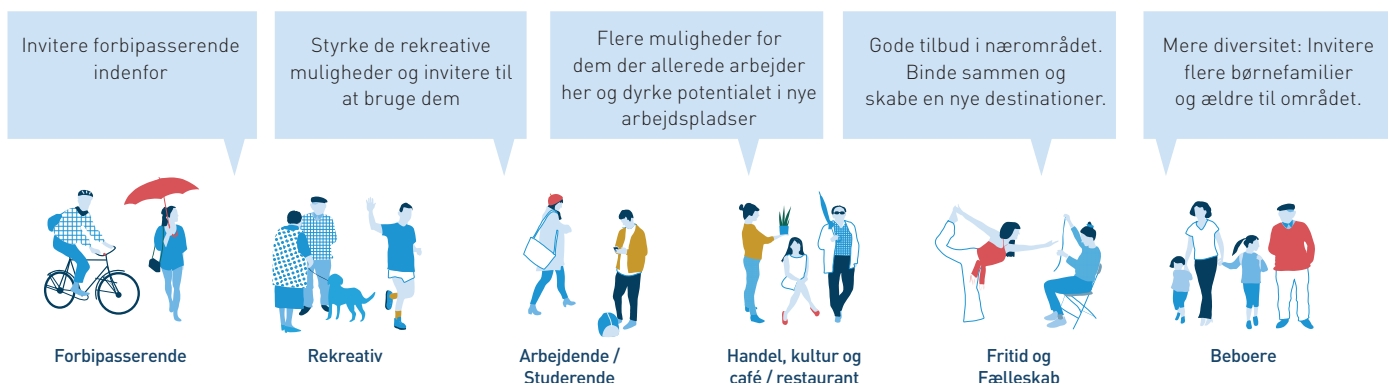 Invitere forbipasserende
indenfor
Styrke de rekreative
muligheder og invitere til
at bruge dem
Flere muligheder for
dem der allerede arbejder
her og dyrke potentialet i nye
arbejdspladser
Gode tilbud i nærområdet.
Binde sammen og
skabe en nye destinationer.
Mere diversitet: Invitere
flere børnefamilier
og ældre til området.
Forbipasserende
Rekreativ
Arbejdende /
Studerende
Handel, kultur og
café / restaurant
Fritid og
Fælleskab
Beboere